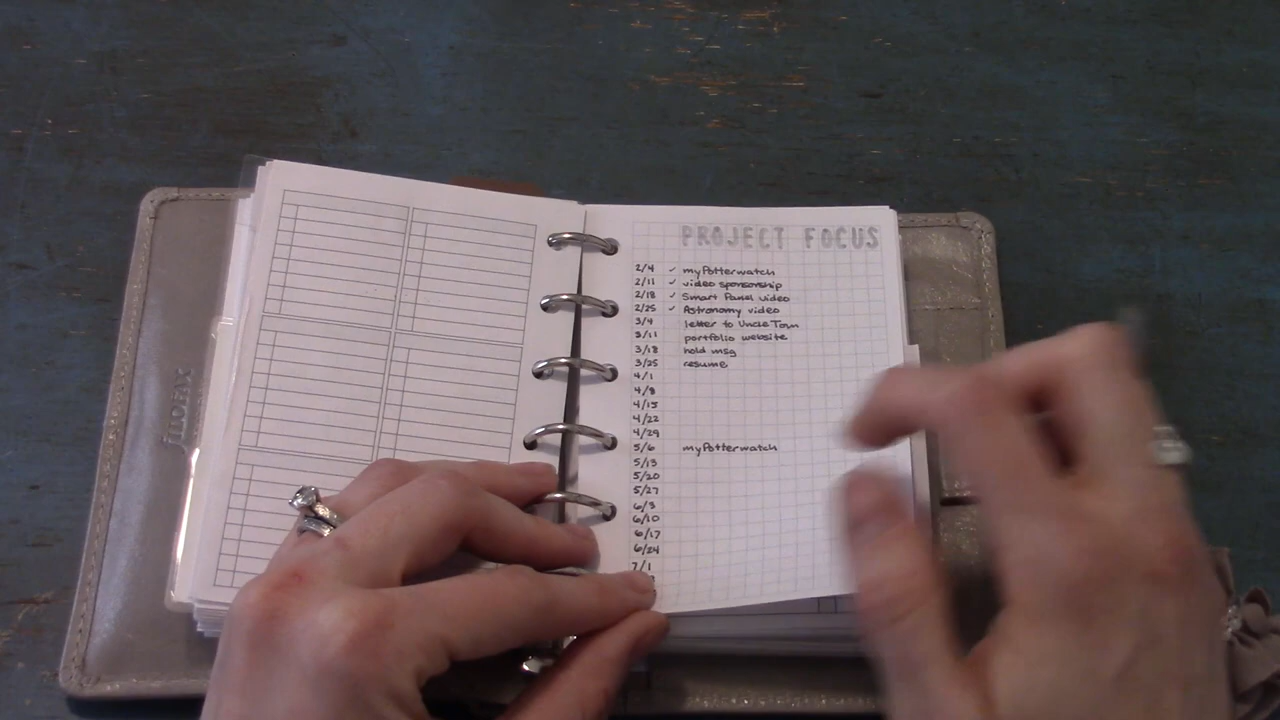 filofax
PROJECT FOCUS
2/4 ✓ myPotterwatch
2/11 ✓ video sponsorship
2/18 ✓ Smart Panel video
2/25 ✓ Astronomy video
3/4 letter to Uncle Tom
3/11 portfolio website
3/18 hold msg
3/25 resume
4/1
4/8
4/15
4/22
4/29
5/6 myPotterwatch
5/13
5/20
5/27
6/3
6/10
6/17
6/24
7/1